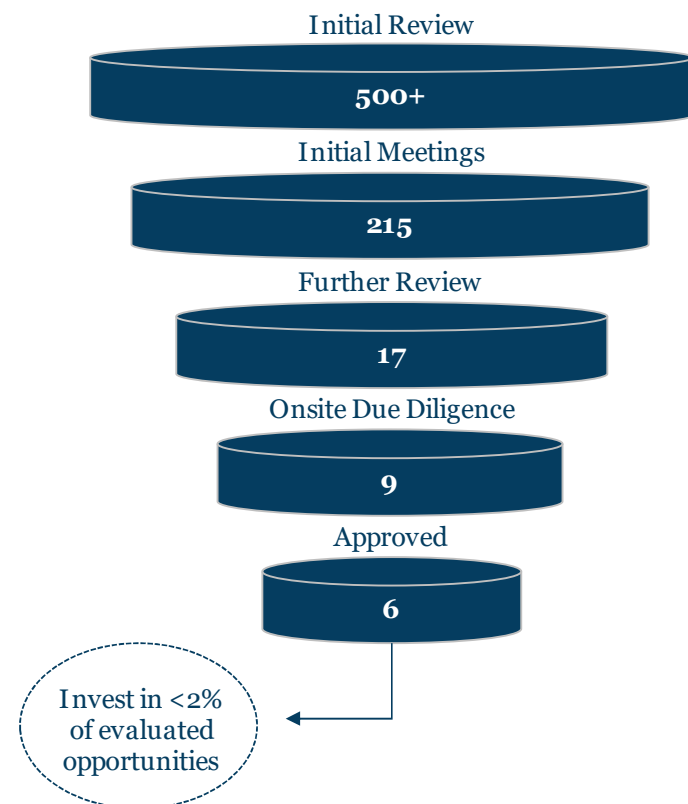 Initial Review
500+
Initial Meetings
215
Further Review
17
Onsite Due Diligence
9
Approved
6
Invest in <2%
of evaluated
opportunities